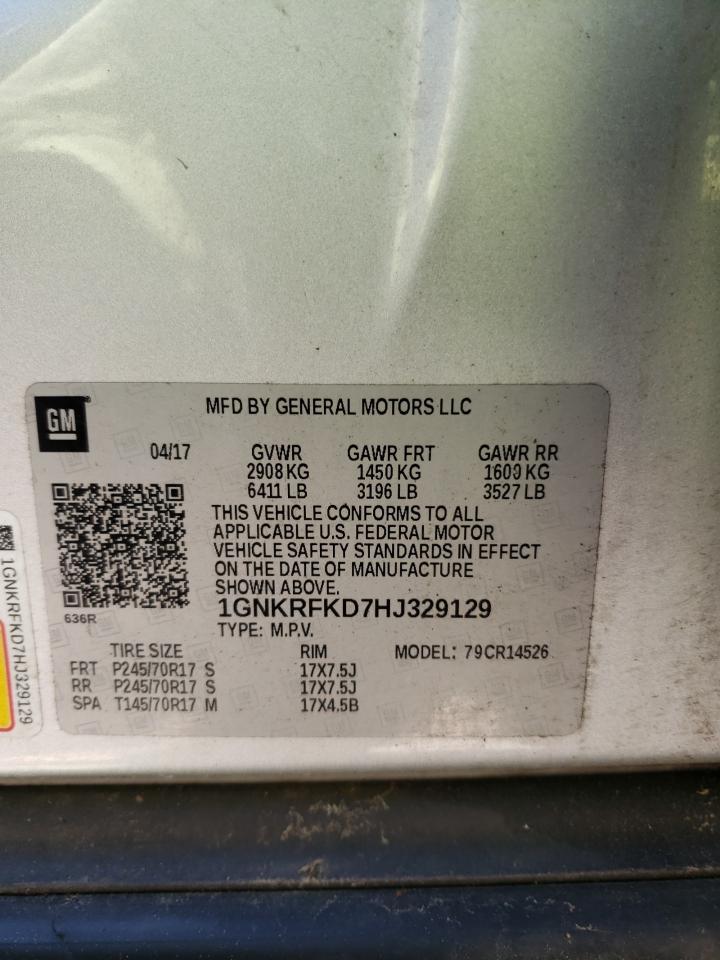 GM
MFD BY GENERAL MOTORS LLC
04/17 GVWR GAWR FRT GAWR RR
2908 KG 1450 KG 1600 KG
6411 LB 3196 LB 3527 LB
THIS VEHICLE CONFORMS TO ALL
APPLICABLE U.S. FEDERAL MOTOR
VEHICLE SAFETY STANDARDS IN EFFECT
ON THE DATE OF MANUFACTURE
SHOWN ABOVE.
1GNKRFKD7HJ329129
636R
TYPE: M.P.V.
TIRE SIZE RIM MODEL: 79CR14526
FRT P245/70R17 S 17X7.5J
RR P245/70R17 S 17X7.5J
SPA T145/70R17 M 17X4.5B
1GNKRFKD7HJ329129